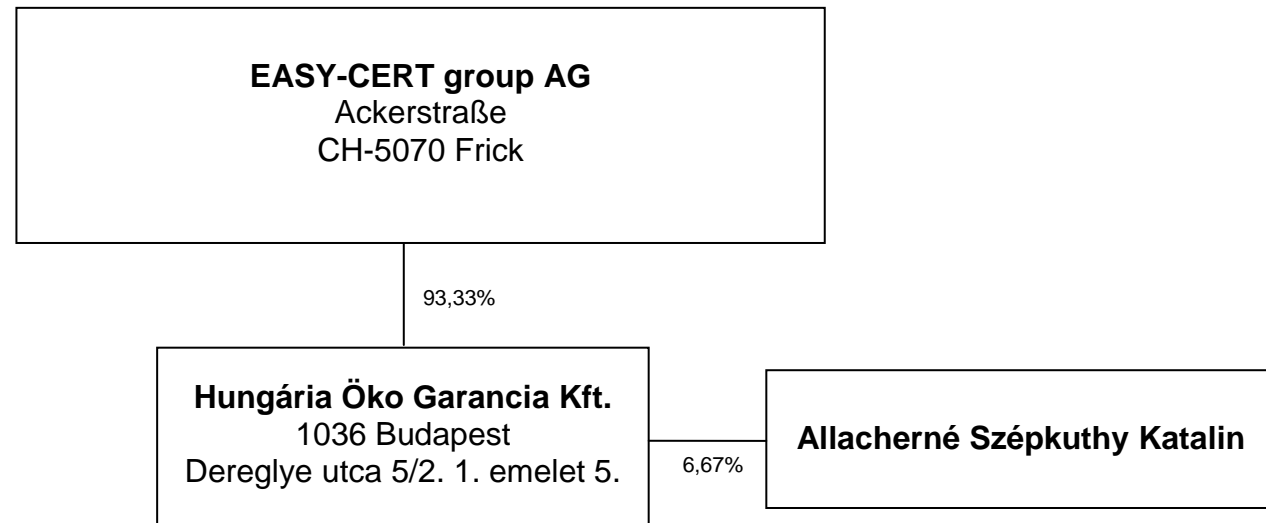 EASY-CERT group AG
Ackerstraße
CH-5070 Frick
93,33%
Hungária Öko Garancia Kft.
1036 Budapest
Dereglye utca 5/2. 1. emelet 5.
6,67%
Allacherné Szépkuthy Katalin